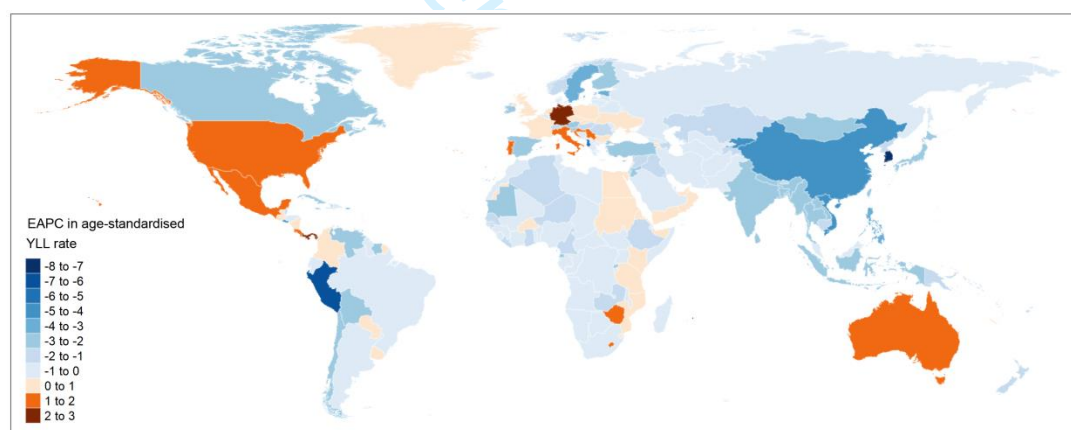 EAPC in age-standardised
YLL rate
-8 to -7
-7 to -6
-6 to -5
-5 to -4
-4 to -3
-3 to -2
-2 to -1
-1 to 0
0 to 1
1 to 2
2 to 3